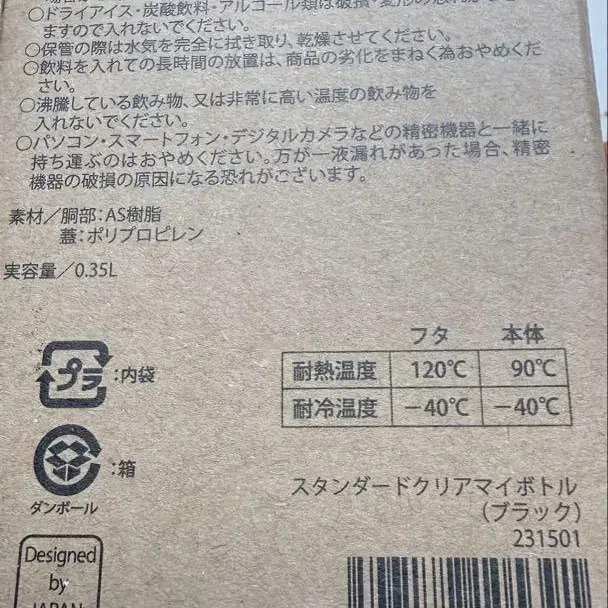 ○ドライアイス・炭酸飲料・アルコール類は破損・変形の恐れが
ますので入れないでください。
○保管の際は水気を完全に拭き取り、乾燥させてください。
○飲料を入れての長時間の放置は、商品の劣化をまねく為おやめくだ
さい。
○沸騰している飲み物、又は非常に高い温度の飲み物を
入れないでください。
○パソコン・スマートフォン・デジタルカメラなどの精密機器と一緒に
持ち運ぶのはおやめください。万が一液漏れがあった場合、精密
機器の破損の原因になる恐れがございます。
素材/胴部:AS樹脂
蓋:ポリプロピレン
実容量/0.35L
フタ 本体
耐熱温度 120℃ 90℃
耐冷温度 −40℃ −40℃
プラ :内袋
:箱
ダンボール
スタンダードクリアマイボトル
(ブラック)
231501
Designed
by
JAPAN